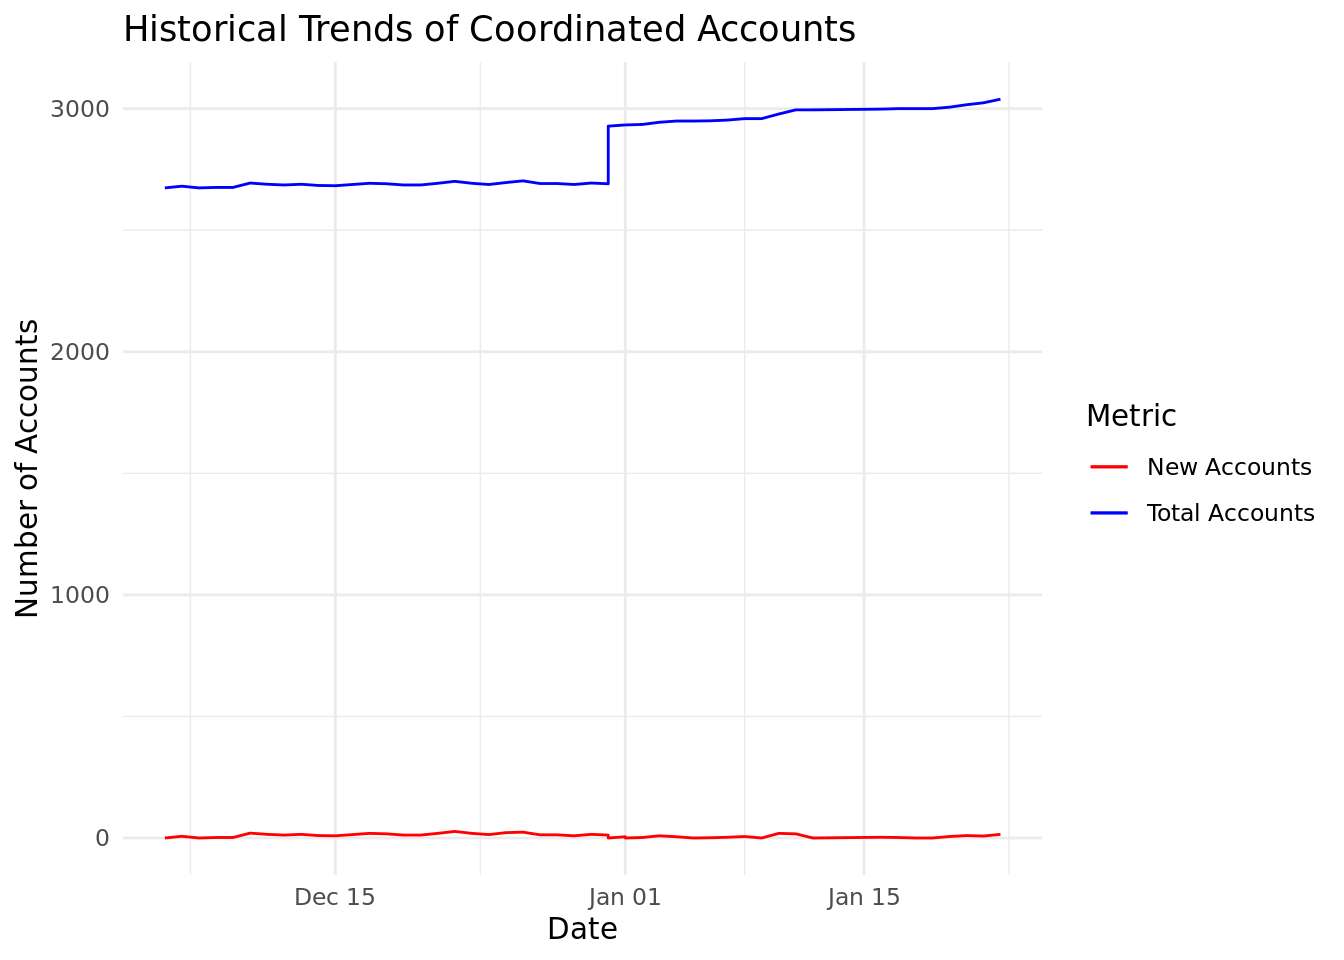 Historical Trends of Coordinated Accounts
3000
2000
1000
0
Number of Accounts
Dec 15
Jan 01
Jan 15
Date
Metric
New Accounts
Total Accounts